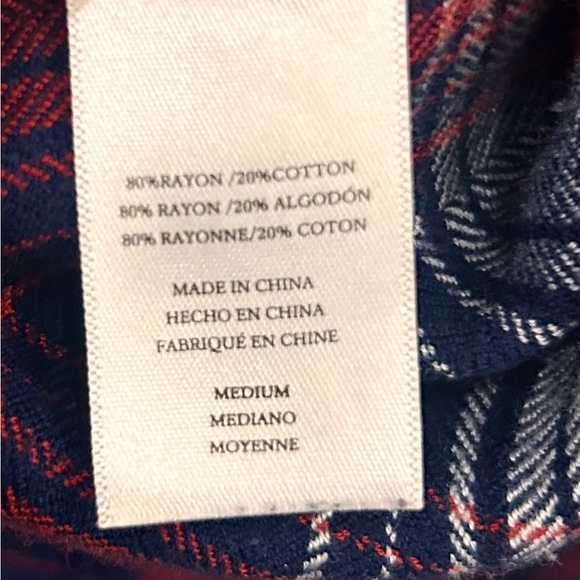 80%RAYON /20%COTTON
80% RAYON /20% ALGODÓN
80% RAYONNE/20% COTON
MADE IN CHINA
HECHO EN CHINA
FABRIQUÉ EN CHINE
MEDIUM
MEDIANO
MOYENNE